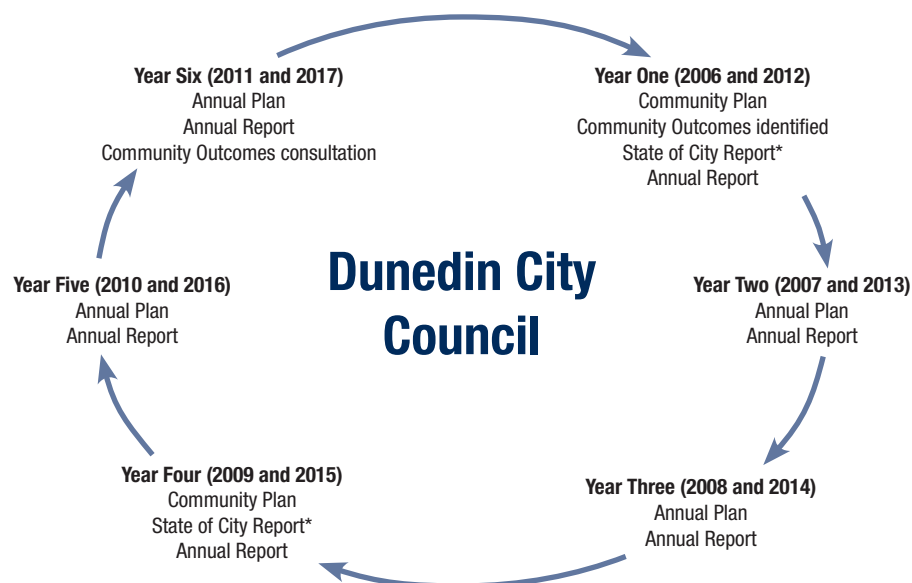 Year Six (2011 and 2017)
Annual Plan
Annual Report
Community Outcomes consultation
Year One (2006 and 2012)
Community Plan
Community Outcomes identified
State of City Report*
Annual Report
Year Five (2010 and 2016)
Annual Plan
Annual Report
Dunedin City
Council
Year Two (2007 and 2013)
Annual Plan
Annual Report
Year Four (2009 and 2015)
Community Plan
State of City Report*
Annual Report
Year Three (2008 and 2014)
Annual Plan
Annual Report